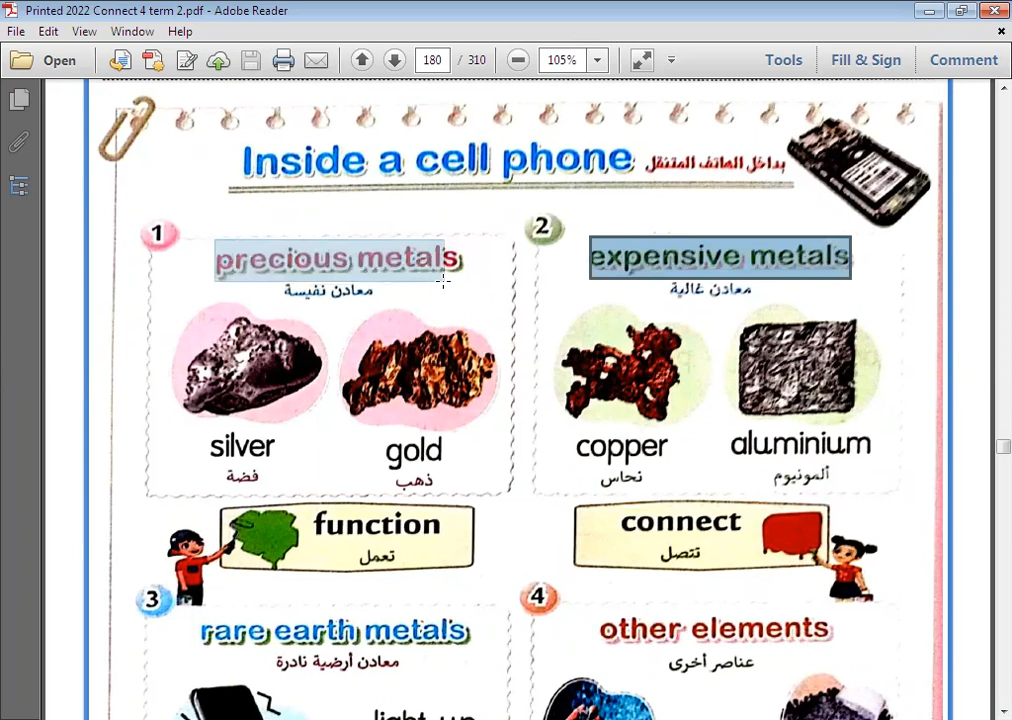 Printed 2022 Connect 4 term 2.pdf - Adobe Reader
File Edit View Window Help
Open 180 / 310 105% Tools Fill & Sign Comment
Inside a cell phone بداخل الهاتف المتنقل
1
precious metals
معادن نفيسة
silver
فضة
gold
ذهب
2
expensive metals
معادن غالية
copper
نحاس
aluminium
ألمونيوم
function
تعمل
connect
تتصل
3
rare earth metals
معادن أرضية نادرة
light up
4
other elements
عناصر أخرى